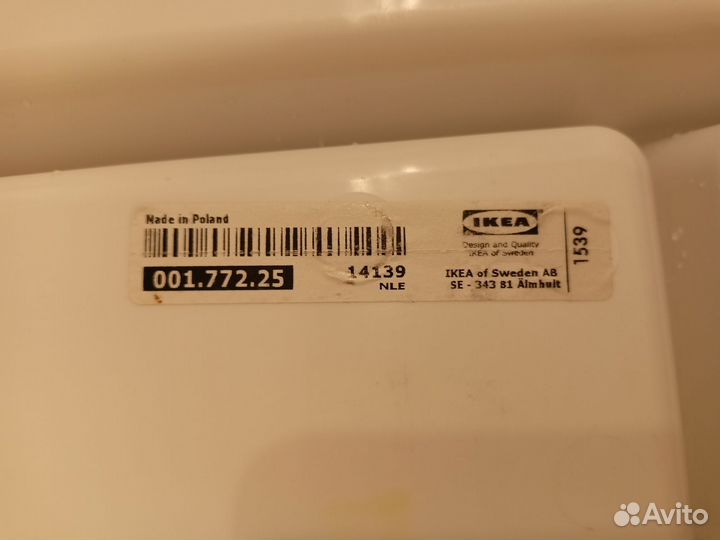 Made in Poland
IKEA
Design and Quality
IKEA of Sweden
001.772.25
14139
NLE
IKEA of Sweden AB
SE - 343 81 Älmhult
1539
Avito